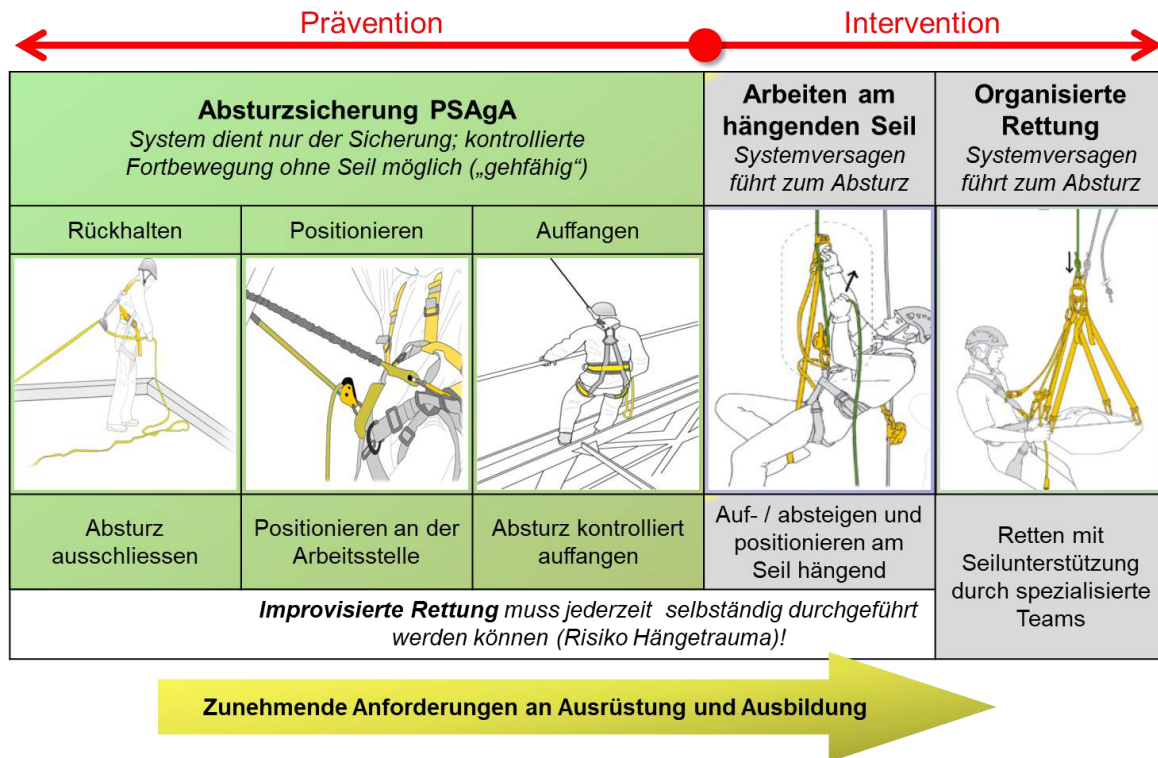 Prävention
Intervention
Absturzsicherung PSAgA
System dient nur der Sicherung; kontrollierte
Fortbewegung ohne Seil möglich („gehfähig“)
Arbeiten am
hängenden Seil
Systemversagen
führt zum Absturz
Organisierte
Rettung
Systemversagen
führt zum Absturz
Rückhalten
Positionieren
Auffangen
Absturz
ausschliessen
Positionieren an der
Arbeitsstelle
Absturz kontrolliert
auffangen
Auf- / absteigen und
positionieren am
Seil hängend
Retten mit
Seilunterstützung
durch spezialisierte
Teams
Improvisierte Rettung muss jederzeit selbständig durchgeführt
werden können (Risiko Hängetrauma)!
Zunehmende Anforderungen an Ausrüstung und Ausbildung